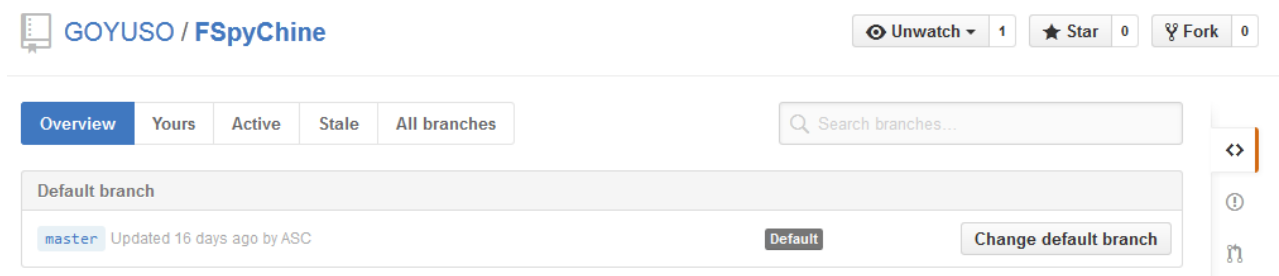 GOYUSO / FSpyChine
Unwatch 1 Star 0 Fork 0
Overview Yours Active Stale All branches
Search branches...
Default branch
master Updated 16 days ago by ASC Default Change default branch